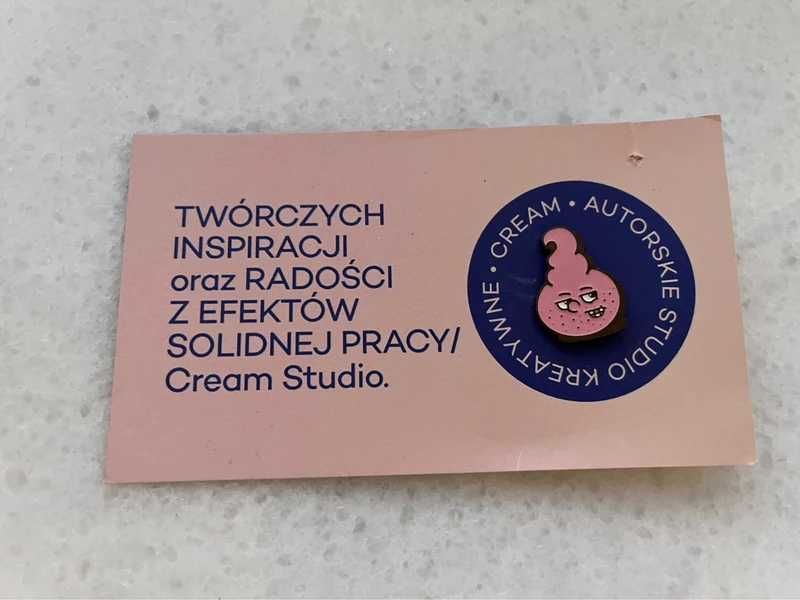 TWÓRCZYCH
INSPIRACJI
oraz RADOŚCI
Z EFEKTÓW
SOLIDNEJ PRACY/
Cream Studio.
CREAM • AUTORSKIE STUDIO KREATYWNE •